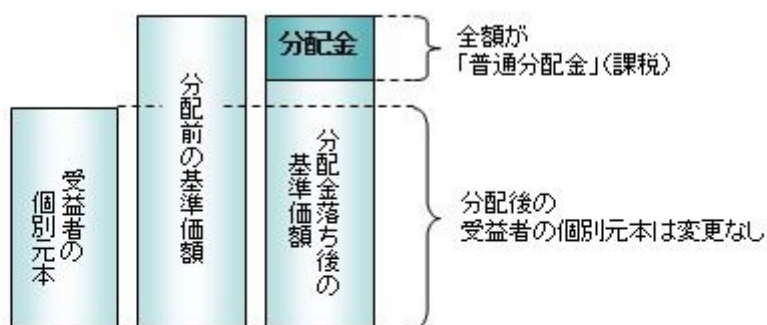 受益者の
個別元本
分配前の基準価額
分配金
分配金落ち後の
基準価額
全額が
「普通分配金」(課税)
分配後の
受益者の個別元本は変更なし